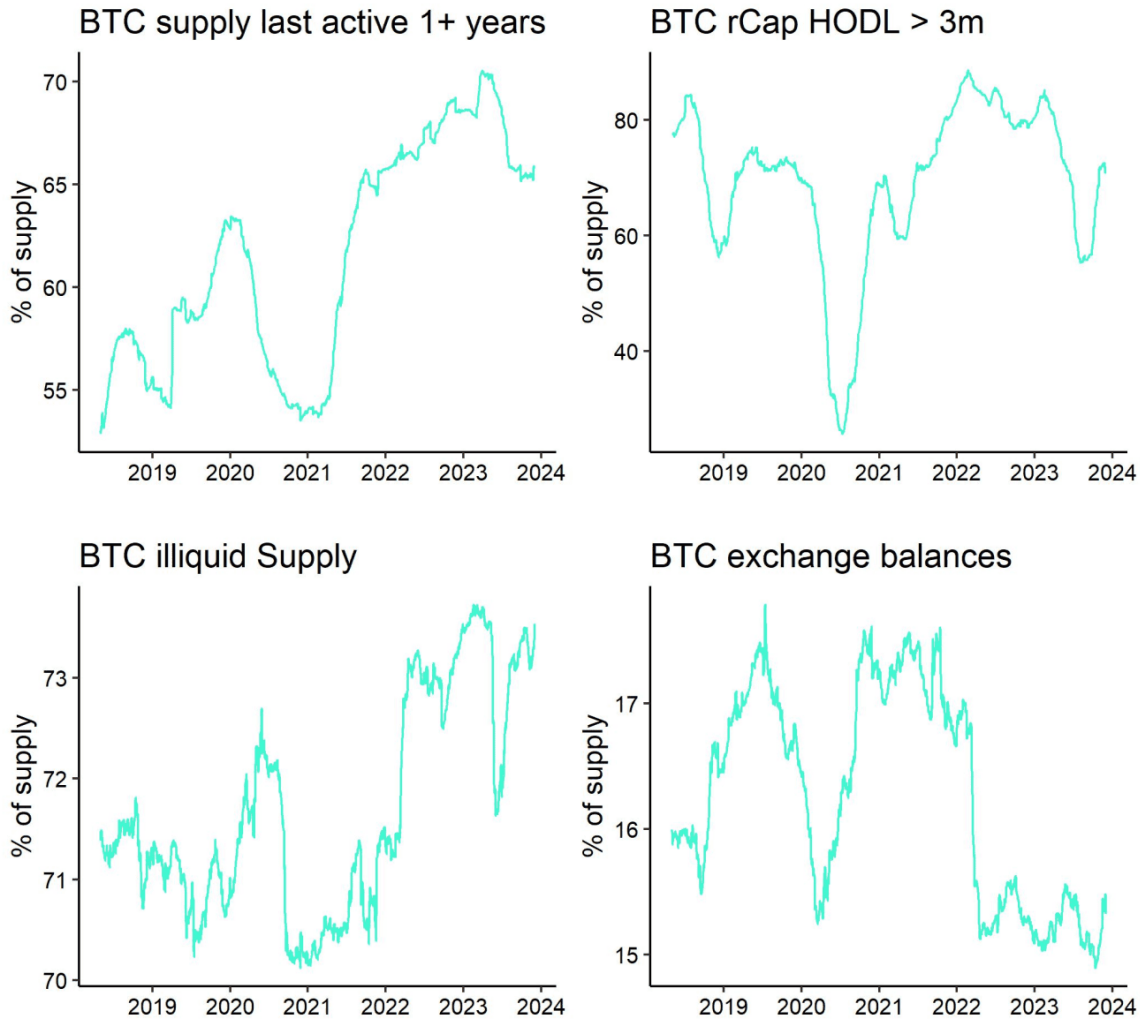 BTC supply last active 1+ years
% of supply
70
65
60
55
2019 2020 2021 2022 2023 2024
BTC rCap HODL > 3m
% of supply
80
60
40
2019 2020 2021 2022 2023 2024
BTC illiquid Supply
% of supply
73
72
71
70
2019 2020 2021 2022 2023 2024
BTC exchange balances
% of supply
17
16
15
2019 2020 2021 2022 2023 2024